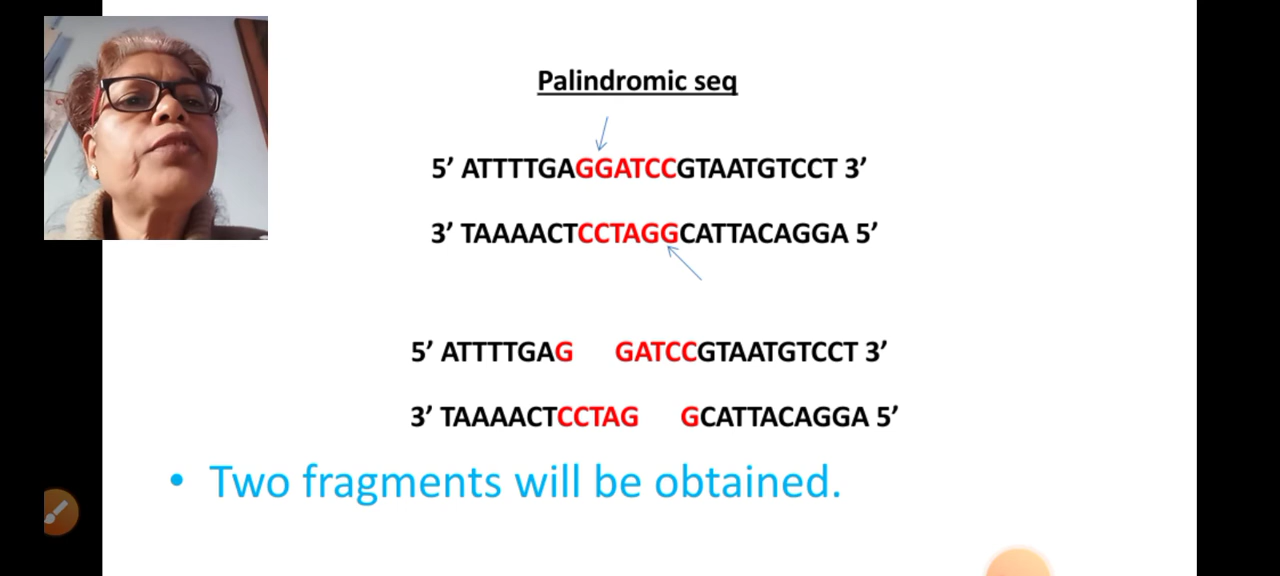 Palindromic seq
5’ ATTTTGAGGATCCGTAATGTCCT 3’
3’ TAAAACTCCTAGGCATTACAGGA 5’
5’ ATTTTGAG GATCCGTAATGTCCT 3’
3’ TAAAACTCCTAG GCATTACAGGA 5’
• Two fragments will be obtained.